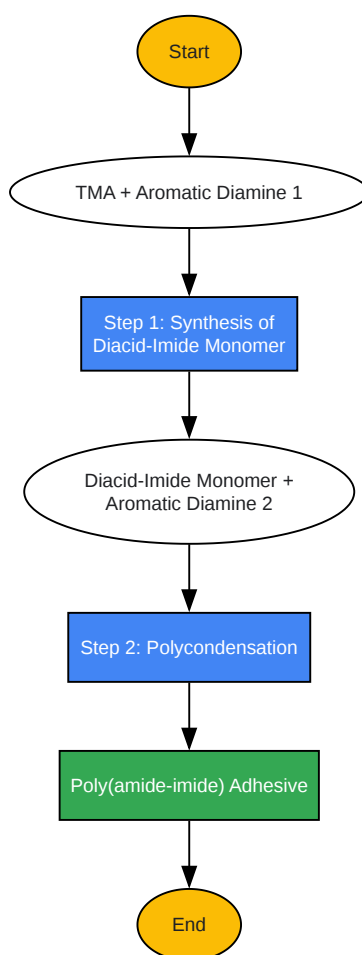 Start
TMA + Aromatic Diamine 1
Step 1: Synthesis of
Diacid-Imide Monomer
Diacid-Imide Monomer +
Aromatic Diamine 2
Step 2: Polycondensation
Poly(amide-imide) Adhesive
End